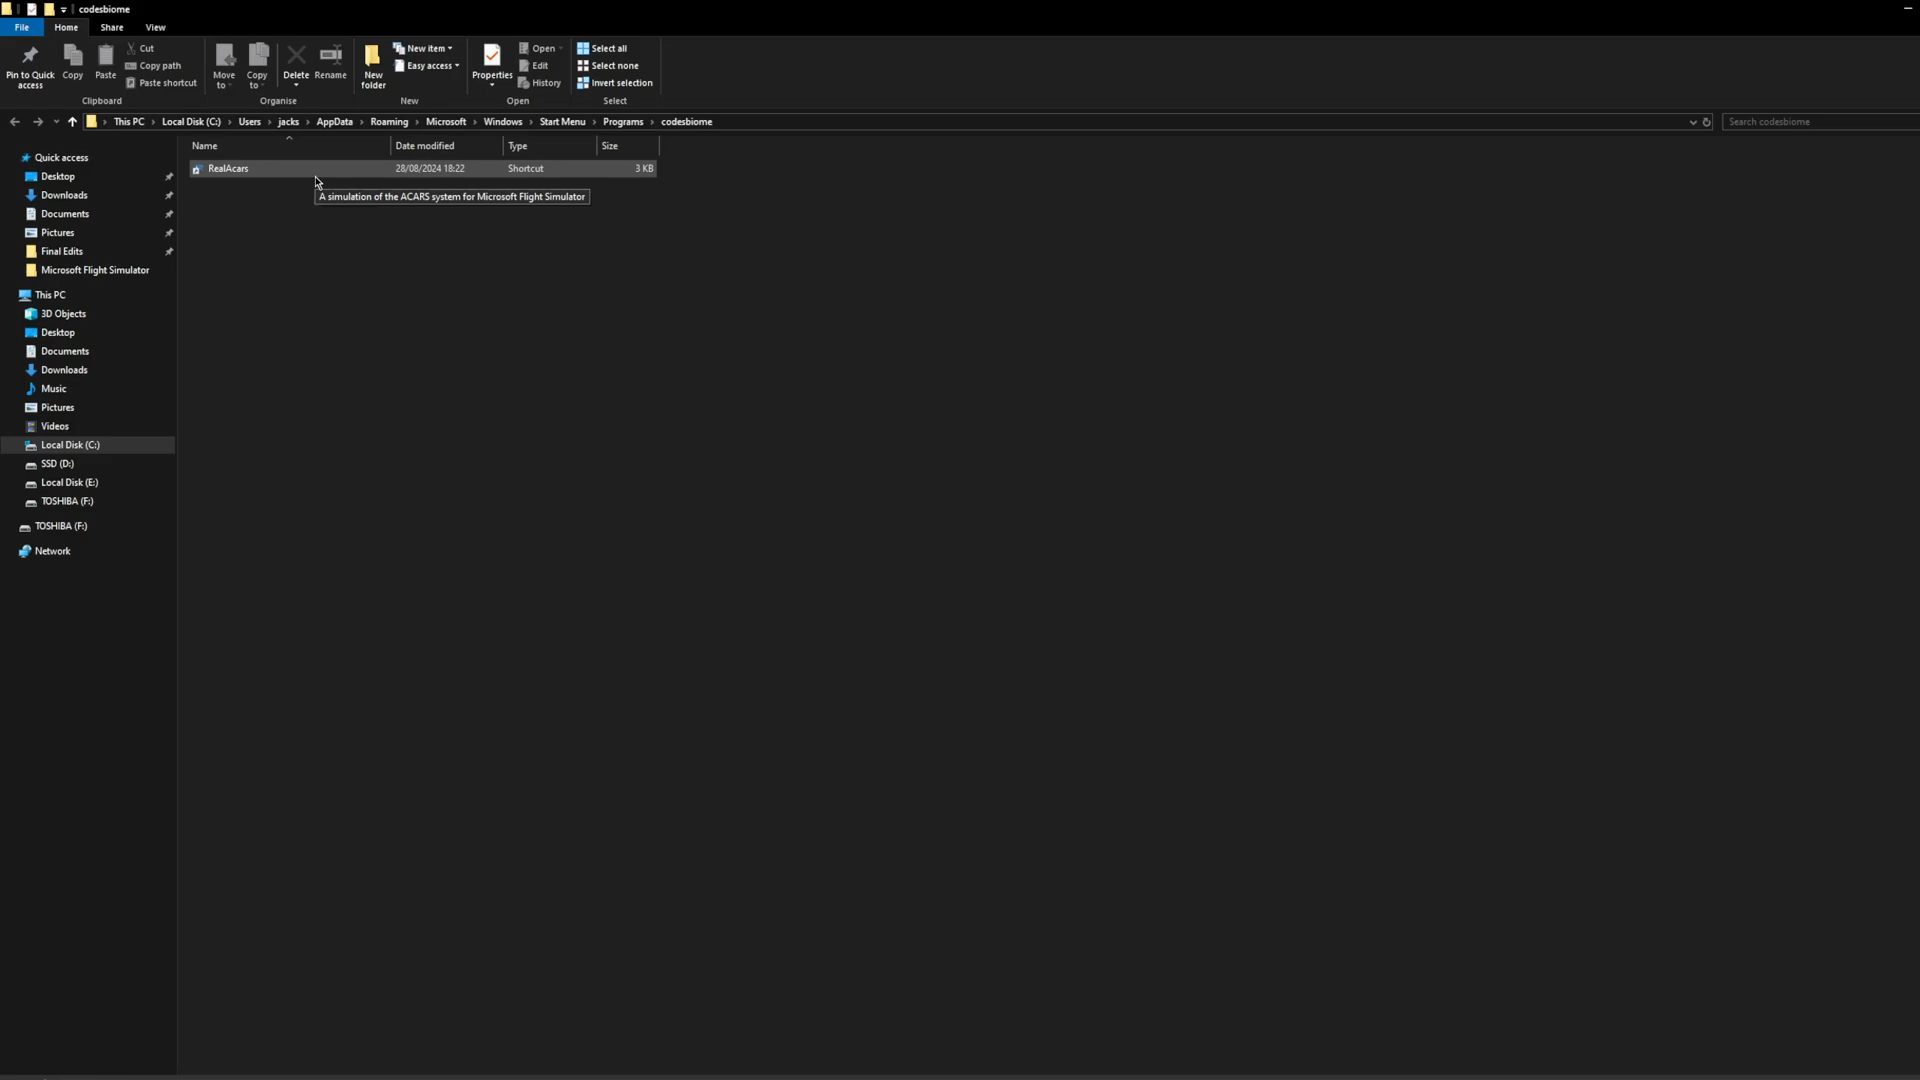 codesbiome
File Home Share View
Pin to Quick access
Copy
Paste
Cut
Copy path
Paste shortcut
Clipboard
Move to
Copy to
Delete
Rename
Organise
New folder
New item
Easy access
New
Properties
Open
Edit
History
Open
Select all
Select none
Invert selection
Select
This PC > Local Disk (C:) > Users > jacks > AppData > Roaming > Microsoft > Windows > Start Menu > Programs > codesbiome
Search codesbiome
Name Date modified Type Size
RealAcars 28/08/2024 18:22 Shortcut 3 KB
A simulation of the ACARS system for Microsoft Flight Simulator
Quick access
Desktop
Downloads
Documents
Pictures
Final Edits
Microsoft Flight Simulator
This PC
3D Objects
Desktop
Documents
Downloads
Music
Pictures
Videos
Local Disk (C:)
SSD (D:)
Local Disk (E:)
TOSHIBA (F:)
TOSHIBA (F:)
Network